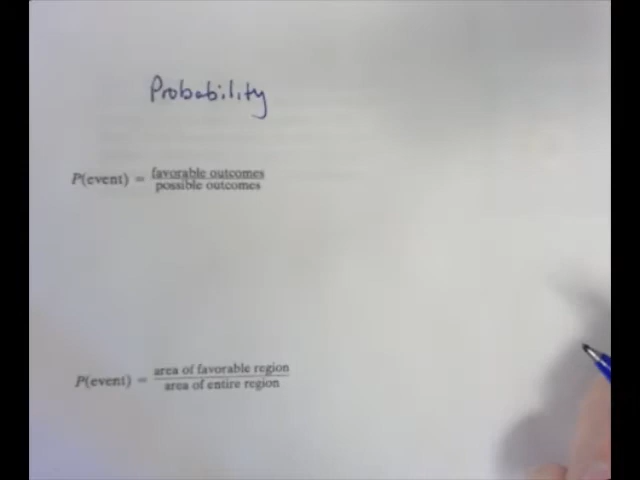 Probability
P(event) = favorable outcomes
possible outcomes
P(event) = area of favorable region
area of entire region